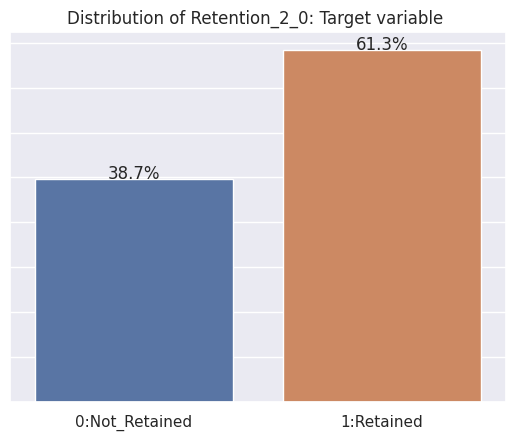 Distribution of Retention_2_0: Target variable
61.3%
38.7%
0:Not_Retained
1:Retained